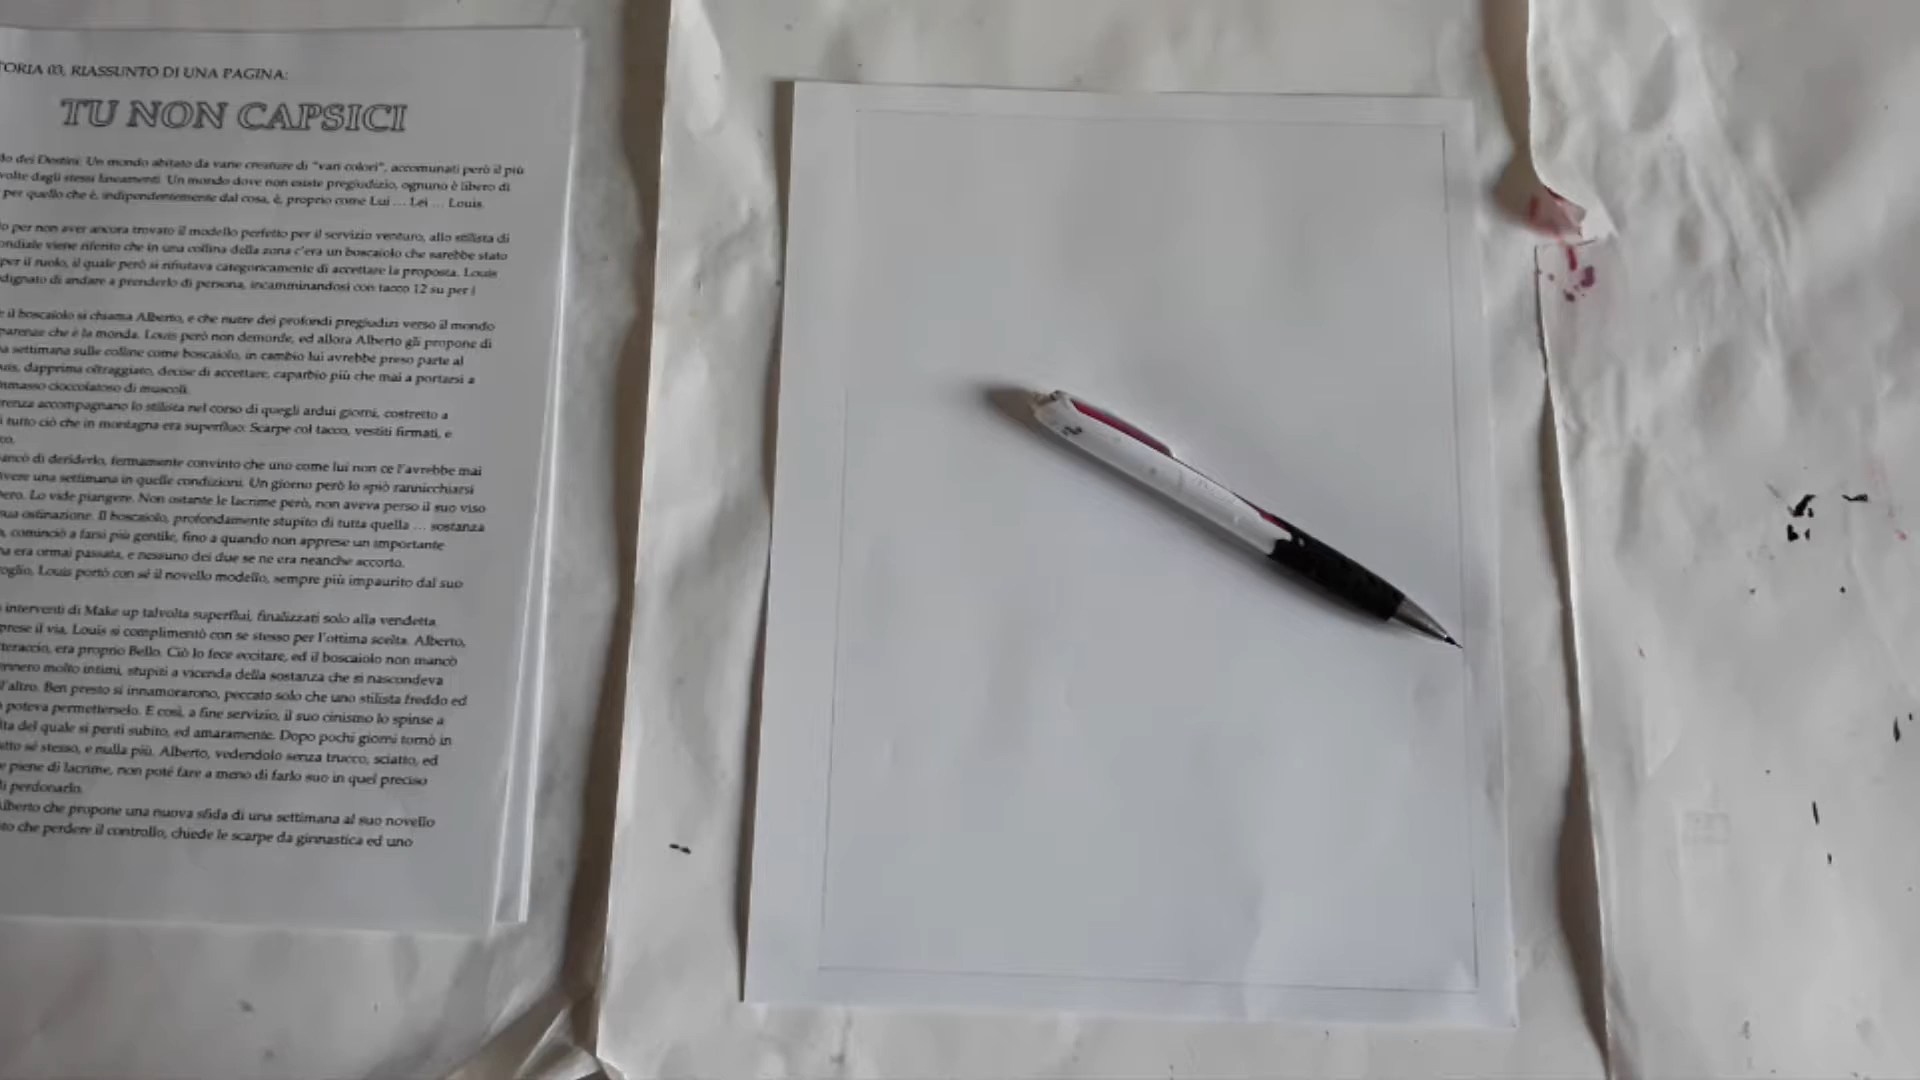 TORIA 03, RIASSUNTO DI UNA PAGINA:
TU NON CAPSICI
do dei Destini: Un mondo abitato da varie creature di "vari colori", accomunati però il più
volte dagli stessi lineamenti. Un mondo dove non esiste pregiudizio, ognuno è libero di
per quello che è, indipendentemente dal cosa, è, proprio come Lui ... Lei ... Louis.
o per non aver ancora trovato il modello perfetto per il servizio venturo, allo stilista di
ondiale viene riferito che in una collina della zona c'era un boscaiolo che sarebbe stato
per il ruolo, il quale però si rifiutava categoricamente di accettare la proposta. Louis
dignato di andare a prenderlo di persona, incamminandosi con tacco 12 su per i
e il boscaiolo si chiama Alberto, e che nutre dei profondi pregiudizi verso il mondo
parenze che è la monda. Louis però non demorde, ed allora Alberto gli propone di
na settimana sulle colline come boscaiolo, in cambio lui avrebbe preso parte al
uis, dapprima oltraggiato, decise di accettare, caparbio più che mai a portarsi a
mmasso cioccolatoso di muscoli.
renza accompagnano lo stilista nel corso di quegli ardui giorni, costretto a
i tutto ciò che in montagna era superfluo: Scarpe col tacco, vestiti firmati, e
co.
ancò di deriderlo, fermamente convinto che uno come lui non ce l'avrebbe mai
vere una settimana in quelle condizioni. Un giorno però lo spiò rannicchiarsi
bero. Lo vide piangere. Non ostante le lacrime però, non aveva perso il suo viso
sua ostinazione. Il boscaiolo, profondamente stupito di tutta quella ... sostanza
, cominciò a farsi più gentile, fino a quando non apprese un importante
na era ormai passata, e nessuno dei due se ne era neanche accorto.
oglio, Louis portò con sé il novello modello, sempre più impaurito dal suo
interventi di Make up talvolta superflui, finalizzati solo alla vendetta.
prese il via, Louis si complimentò con se stesso per l'ottima scelta. Alberto,
tteraccio, era proprio Bello. Ciò lo fece eccitare, ed il boscaiolo non mancò
nnero molto intimi, stupiti a vicenda della sostanza che si nascondeva
l'altro. Ben presto si innamorarono, peccato solo che uno stilista freddo ed
poteva permetterselo. E così, a fine servizio, il suo cinismo lo spinse a
lta del quale si pentì subito, ed amaramente. Dopo pochi giorni tornò in
utto sé stesso, e nulla più. Alberto, vedendolo senza trucco, sciatto, ed
e piene di lacrime, non poté fare a meno di farlo suo in quel preciso
di perdonarlo.
Alberto che propone una nuova sfida di una settimana al suo novello
to che perdere il controllo, chiede le scarpe da ginnastica ed uno